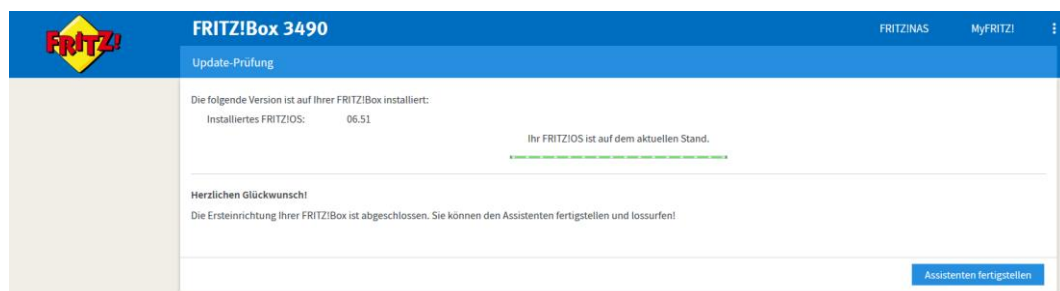 FRITZ!
FRITZ!Box 3490
FRITZ!NAS MyFRITZ!
Update-Prüfung
Die folgende Version ist auf Ihrer FRITZ!Box installiert:
Installiertes FRITZ!OS: 06.51
Ihr FRITZ!OS ist auf dem aktuellen Stand.
Herzlichen Glückwunsch!
Die Ersteinrichtung Ihrer FRITZ!Box ist abgeschlossen. Sie können den Assistenten fertigstellen und lossurfen!
Assistenten fertigstellen